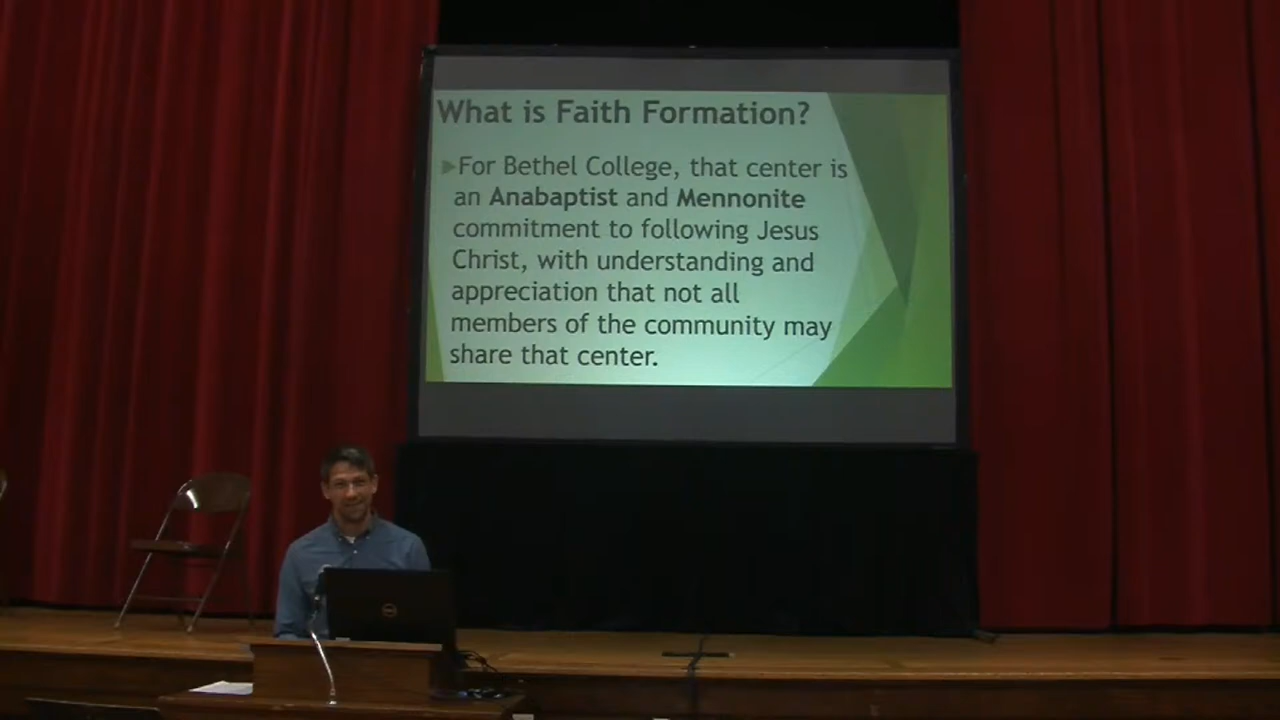 What is Faith Formation?
For Bethel College, that center is
an Anabaptist and Mennonite
commitment to following Jesus
Christ, with understanding and
appreciation that not all
members of the community may
share that center.